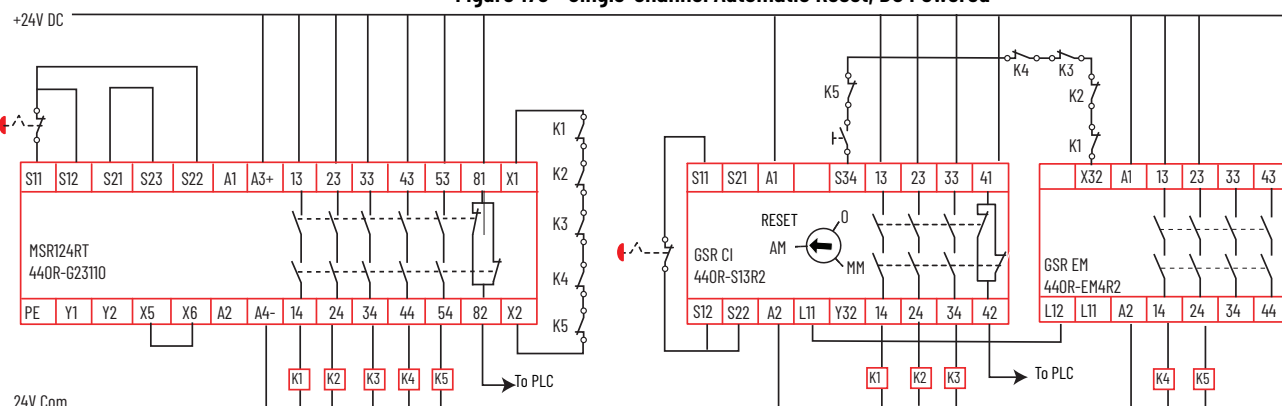 Figure - Single-Channel Automatic Reset, DC Powered
+24V DC
S11 S12 S21 S23 S22 A1 A3+ 13 23 33 43 53 81 X1
MSR124RT
440R-G23110
PE Y1 Y2 X5 X6 A2 A4- 14 24 34 44 54 82 X2
K1
K2
K3
K4
K5
K1 K2 K3 K4 K5
To PLC
24V Com
K5
K4 K3
K2
K1
S11 S21 A1 S34 13 23 33 41
RESET
O
AM
MM
GSR CI
440R-S13R2
S12 S22 A2 L11 Y32 14 24 34 42
K1 K2 K3
To PLC
X32 A1 13 23 33 43
GSR EM
440R-EM4R2
L12 L11 A2 14 24 34 44
K4 K5